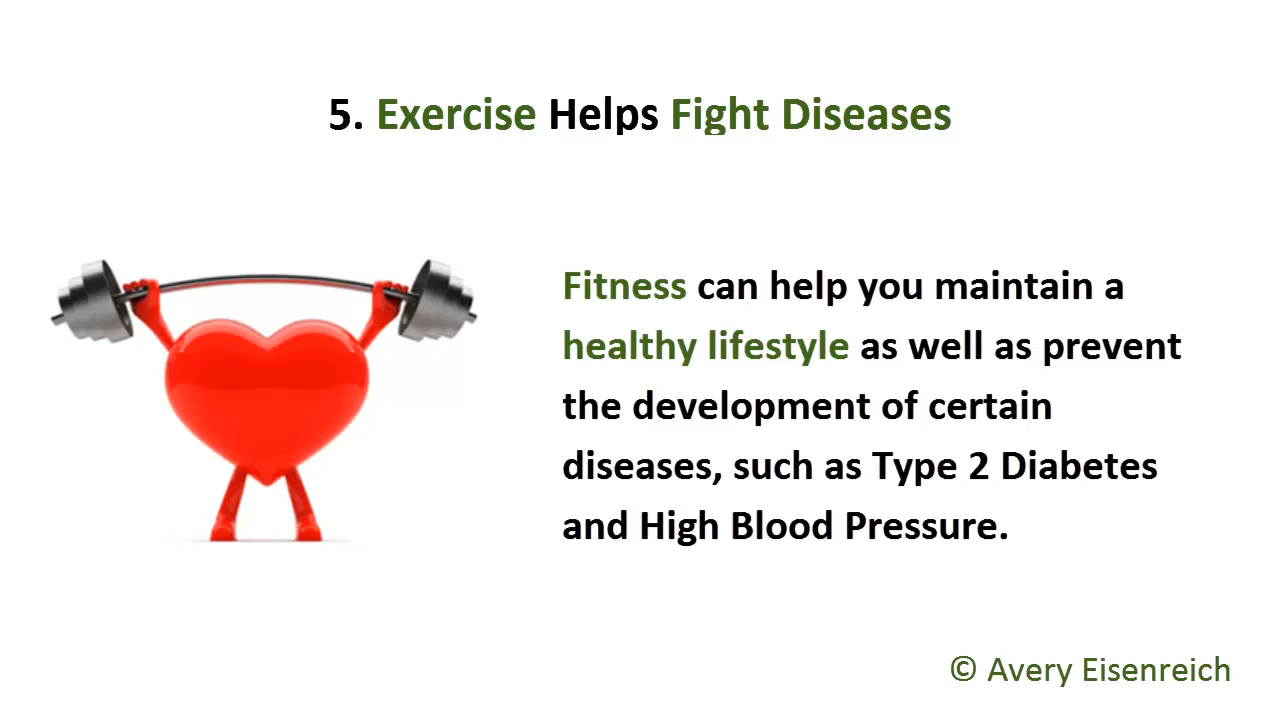 5. Exercise Helps Fight Diseases
Fitness can help you maintain a
healthy lifestyle as well as prevent
the development of certain
diseases, such as Type 2 Diabetes
and High Blood Pressure.
© Avery Eisenreich